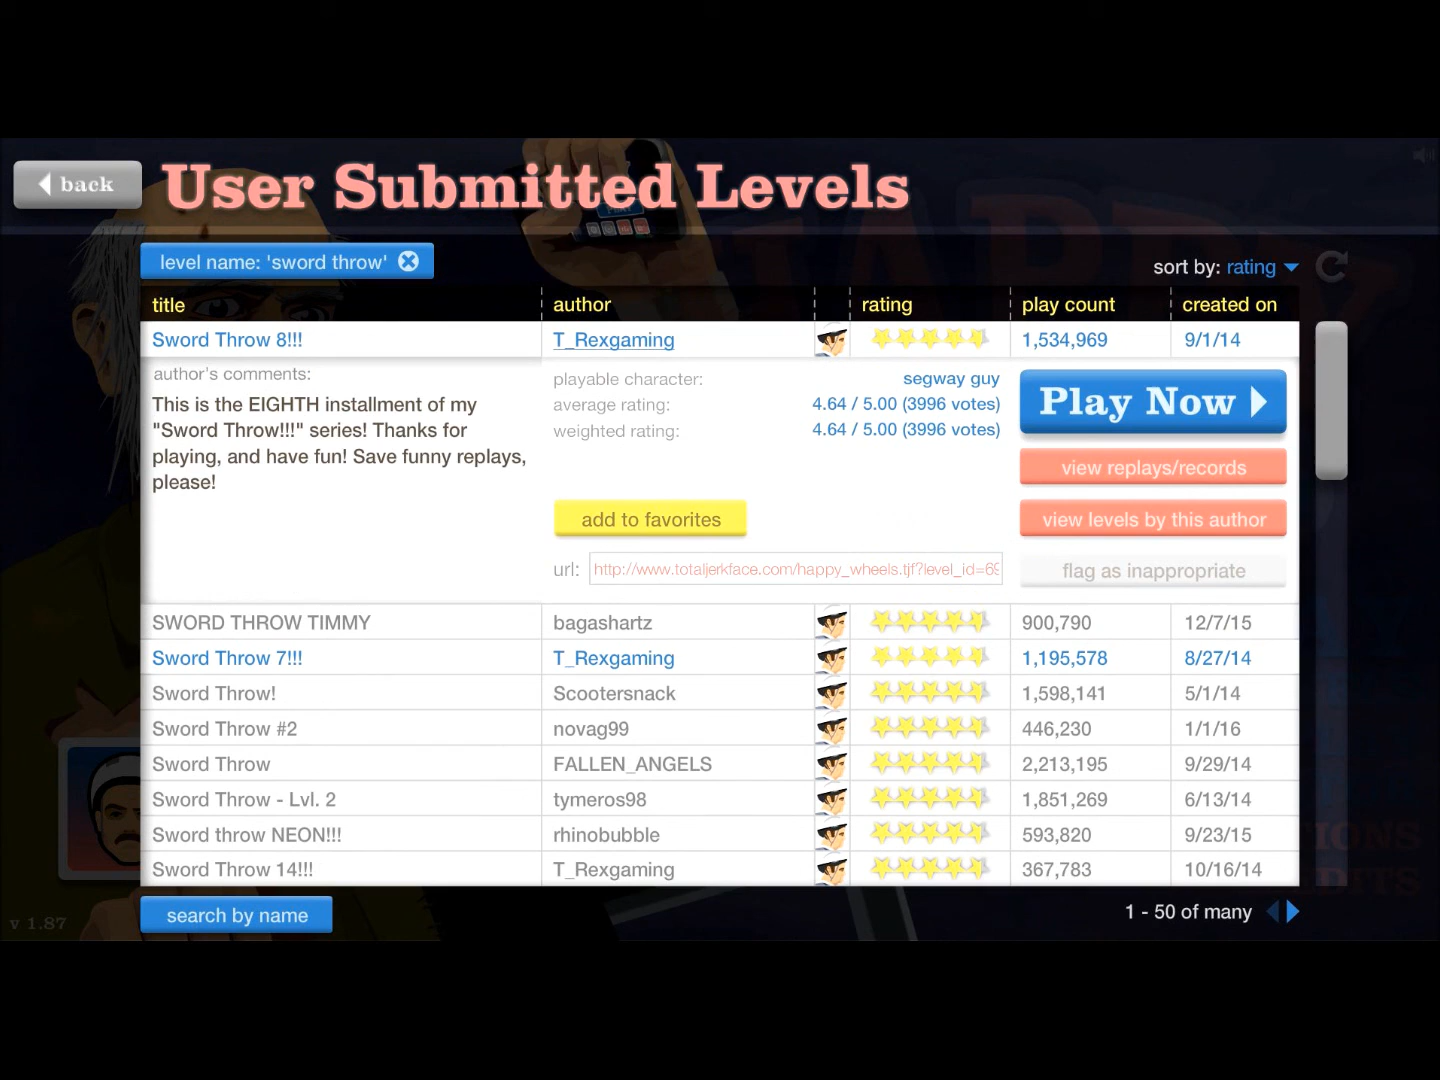 back
User Submitted Levels
level name: 'sword throw'
sort by: rating
title author rating play count created on
Sword Throw 8!!! T_Rexgaming 1,534,969 9/1/14
author's comments:
This is the EIGHTH installment of my
"Sword Throw!!!" series! Thanks for
playing, and have fun! Save funny replays,
please!
playable character: segway guy
average rating: 4.64 / 5.00 (3996 votes)
weighted rating: 4.64 / 5.00 (3996 votes)
add to favorites
url: http://www.totaljerkface.com/happy_wheels.tjf?level_id=69
Play Now
view replays/records
view levels by this author
flag as inappropriate
SWORD THROW TIMMY bagashartz 900,790 12/7/15
Sword Throw 7!!! T_Rexgaming 1,195,578 8/27/14
Sword Throw! Scootersnack 1,598,141 5/1/14
Sword Throw #2 novag99 446,230 1/1/16
Sword Throw FALLEN_ANGELS 2,213,195 9/29/14
Sword Throw - Lvl. 2 tymeros98 1,851,269 6/13/14
Sword throw NEON!!! rhinobubble 593,820 9/23/15
Sword Throw 14!!! T_Rexgaming 367,783 10/16/14
search by name
1 - 50 of many
v 1.87